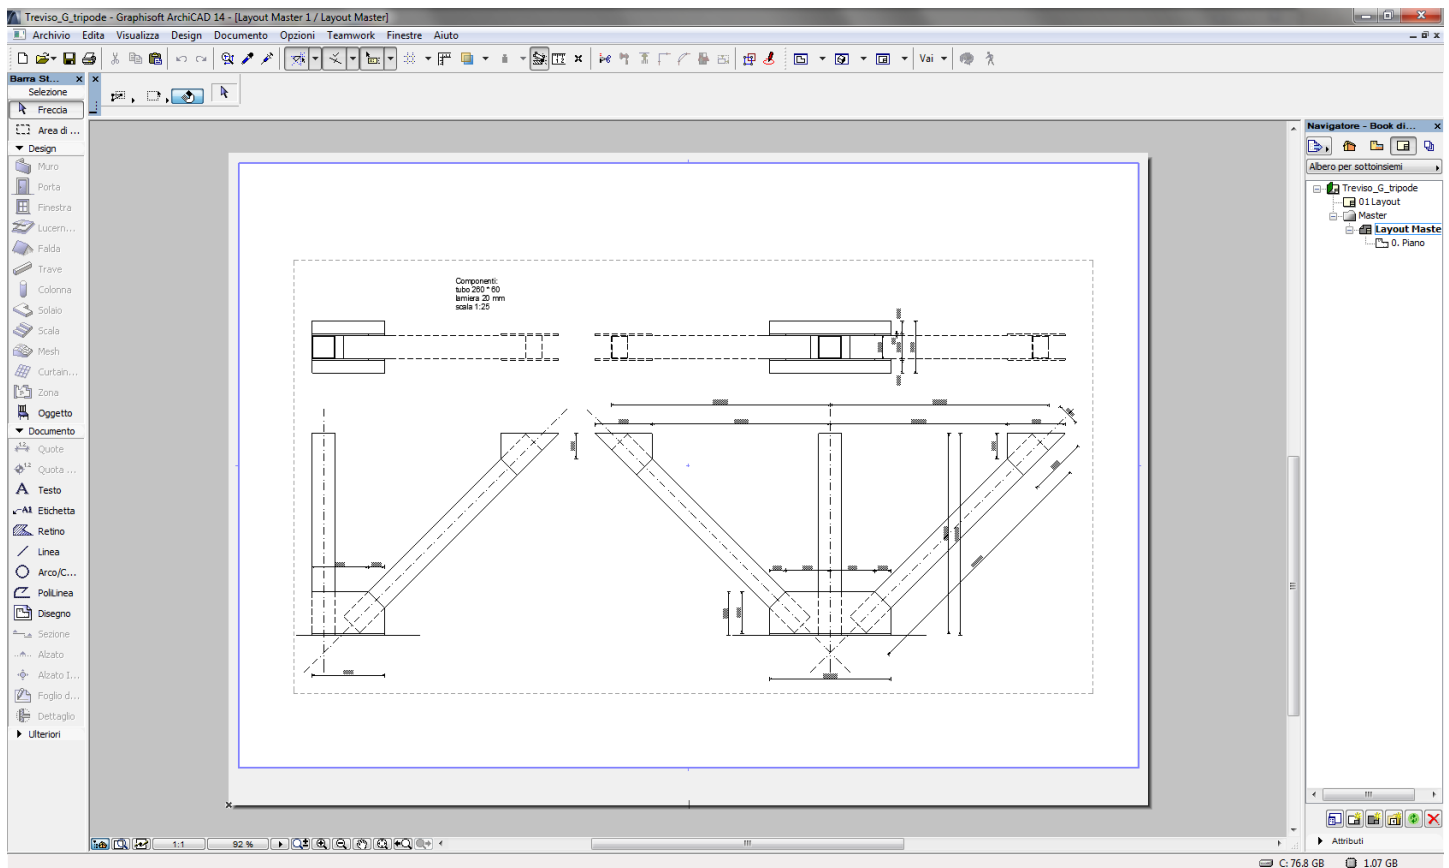 Treviso_G_tripode - Graphisoft ArchiCAD 14 - [Layout Master 1 / Layout Master]
Archivio Edita Visualizza Design Documento Opzioni Teamwork Finestre Aiuto
Vai
Barra St...
Selezione
Freccia
Area di ...
Design
Muro
Porta
Finestra
Lucern...
Falda
Trave
Colonna
Solaio
Scala
Mesh
Curtain...
Zona
Oggetto
Documento
Quote
Quota ...
Testo
Etichetta
Retino
Linea
Arco/C...
PoliLinea
Disegno
Sezione
Alzato
Alzato I...
Foglio d...
Dettaglio
Ulteriori
Componenti:
tubo 260 * 60
lamiera 20 mm
scala 1:25
Navigatore - Book di...
Albero per sottoinsiemi
Treviso_G_tripode
01 Layout
Master
Layout Maste
0. Piano
Attributi
1:1
92 %
C: 76.8 GB
1.07 GB